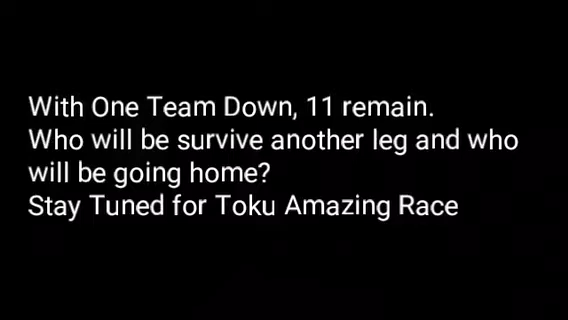 With One Team Down, 11 remain.
Who will be survive another leg and who
will be going home?
Stay Tuned for Toku Amazing Race